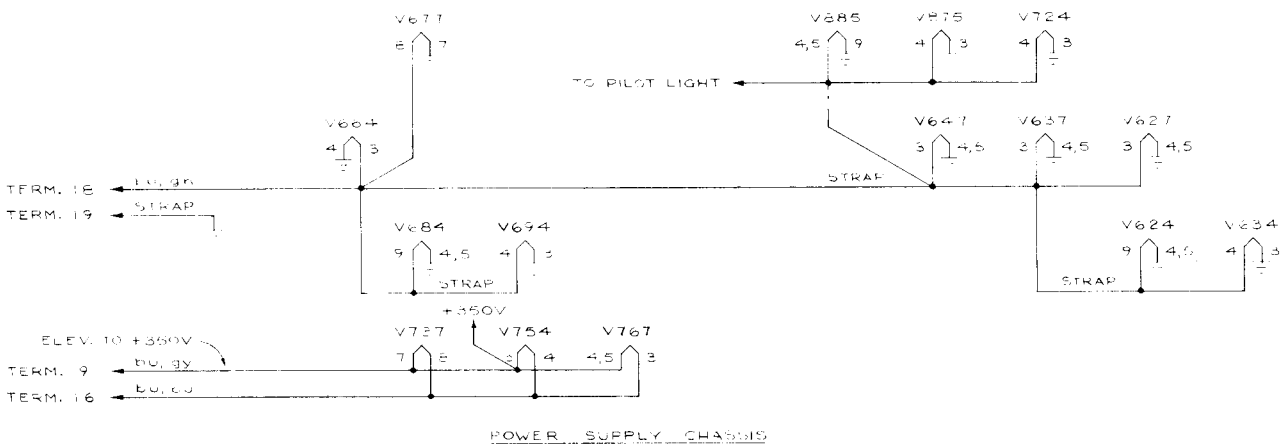 V677
V885
V875
V724
8 7
4,5 9
4 3
4 3
TO PILOT LIGHT
V664
V647
V637
V627
4 3
3 4,5
3 4,5
3 4,5
TERM. 18
STRAP
TERM. 19
STRAP
V684
V694
V624
V634
9 4,5
4 3
9 4,5
4 3
STRAP
STRAP
+350V
ELEV. TO +350V
V737
V754
V767
7 8
4
4,5 3
TERM. 9
bu, gy
TERM. 16
POWER SUPPLY CHASSIS